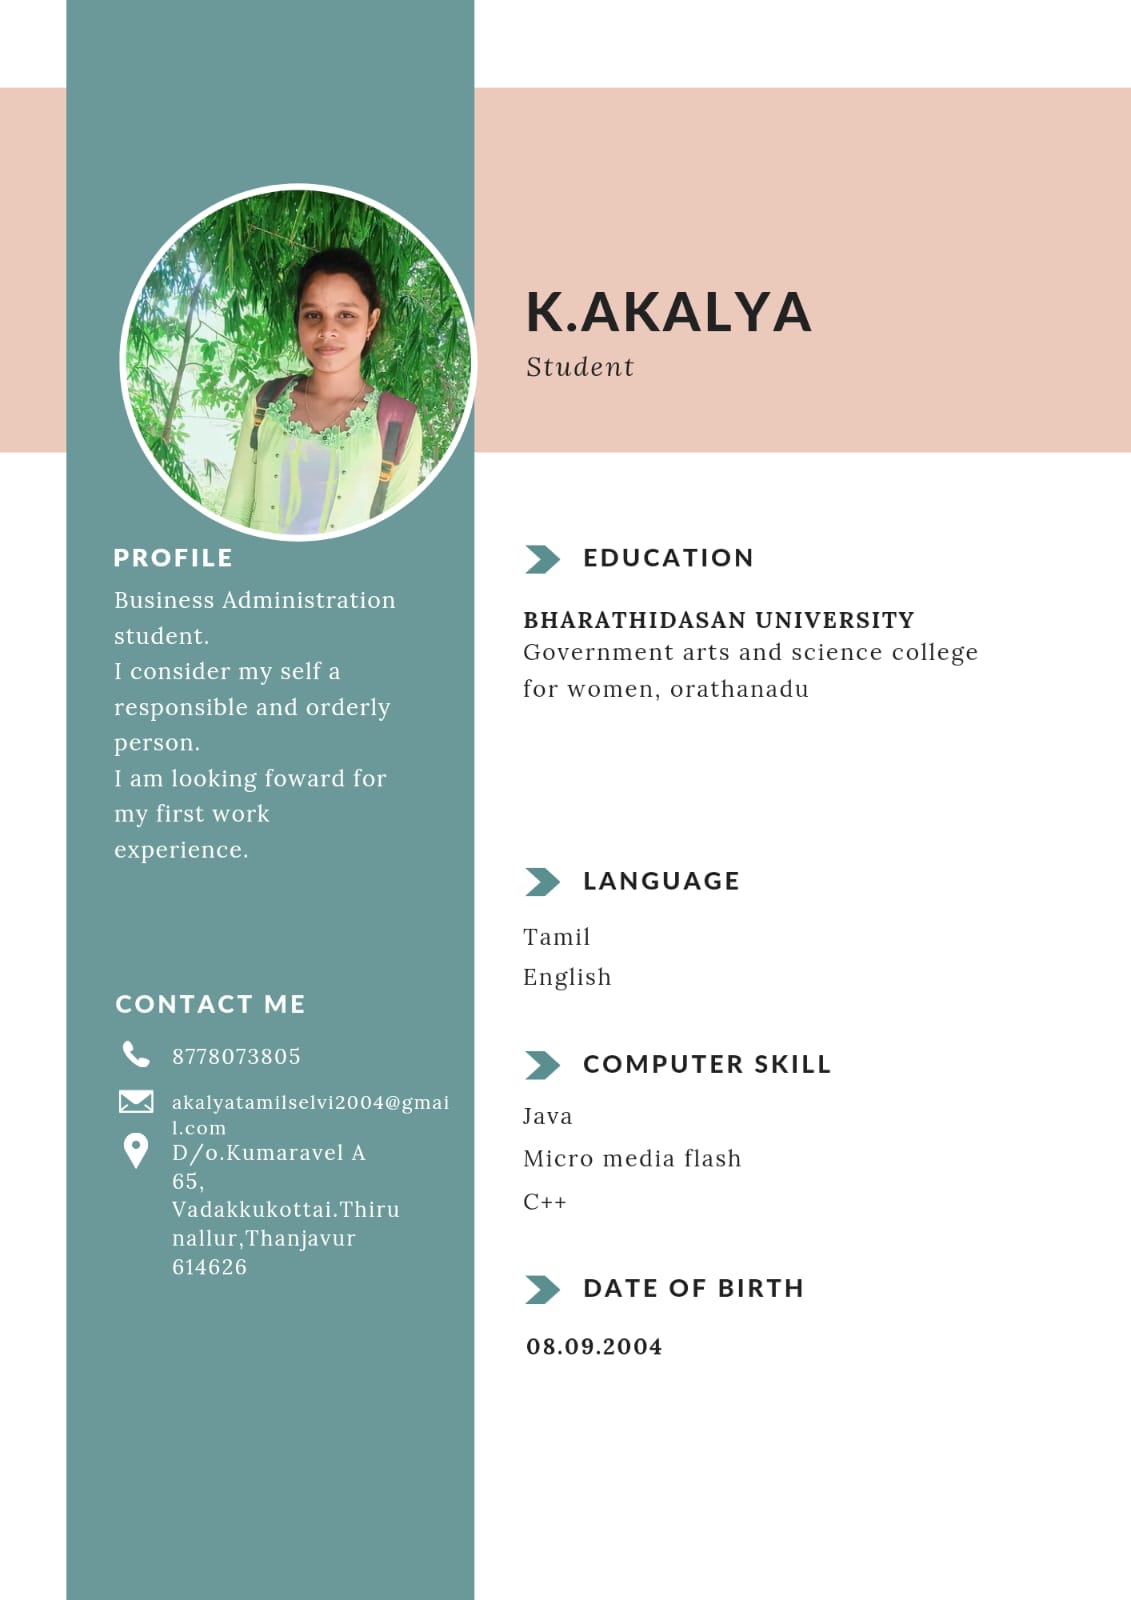 K.AKALYA
Student
PROFILE
Business Administration
student.
I consider my self a
responsible and orderly
person.
I am looking foward for
my first work
experience.
CONTACT ME
8778073805
akalyatamilselvi2004@gmai
l.com
D/o.Kumaravel A
65,
Vadakkukottai.Thiru
nallur,Thanjavur
614626
EDUCATION
BHARATHIDASAN UNIVERSITY
Government arts and science college
for women, orathanadu
LANGUAGE
Tamil
English
COMPUTER SKILL
Java
Micro media flash
C++
DATE OF BIRTH
08.09.2004